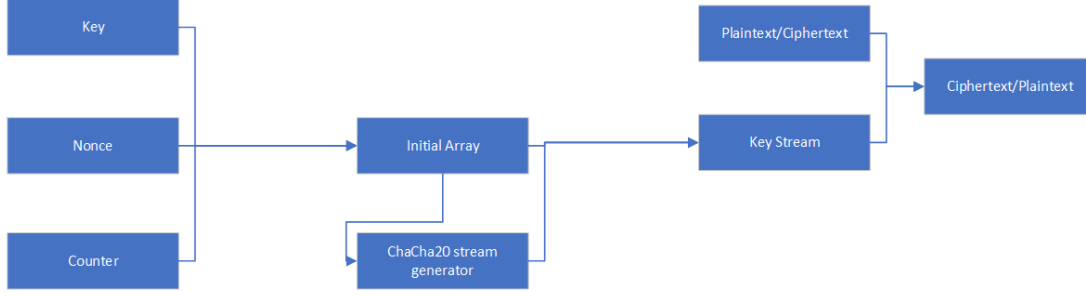 Key
Nonce
Counter
Initial Array
ChaCha20 stream
generator
Plaintext/Ciphertext
Key Stream
Ciphertext/Plaintext